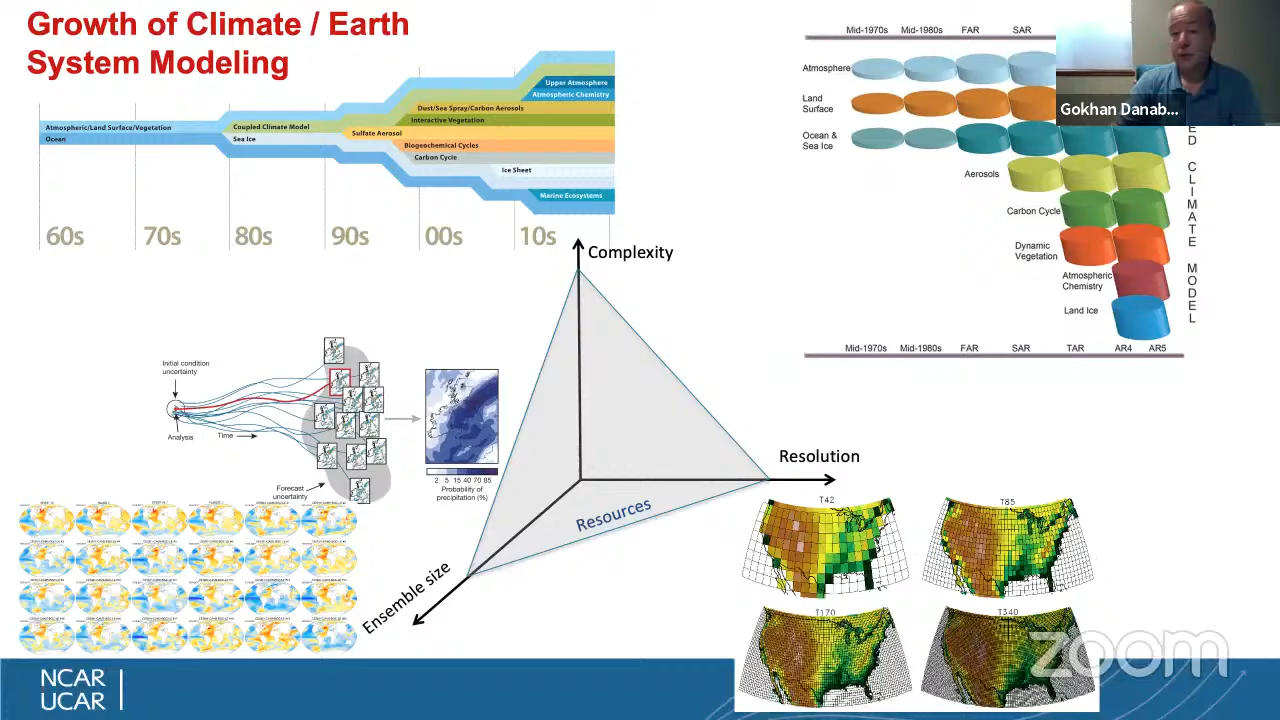 Growth of Climate / Earth
System Modeling
Upper Atmosphere
Atmospheric Chemistry
Dust/Sea Spray/Carbon Aerosols
Interactive Vegetation
Atmospheric/Land Surface/Vegetation
Coupled Climate Model
Sulfate Aerosol
Ocean
Sea Ice
Biogeochemical Cycles
Carbon Cycle
Ice Sheet
Marine Ecosystems
60s 70s 80s 90s 00s 10s
Mid-1970s Mid-1980s FAR SAR
Atmosphere
Land
Surface
Ocean &
Sea Ice
Aerosols
Carbon Cycle
Dynamic
Vegetation
Atmospheric
Chemistry
Land Ice
E D C L I M A T E M O D E L
Mid-1970s Mid-1980s FAR SAR TAR AR4 AR5
Gokhan Danab...
Complexity
Resolution
Resources
Ensemble size
Initial condition
uncertainty
Analysis
Time
Forecast
uncertainty
2 5 15 40 70 85
Probability of
precipitation (%)
T42
T85
T170
T340
zoom
NCAR
UCAR